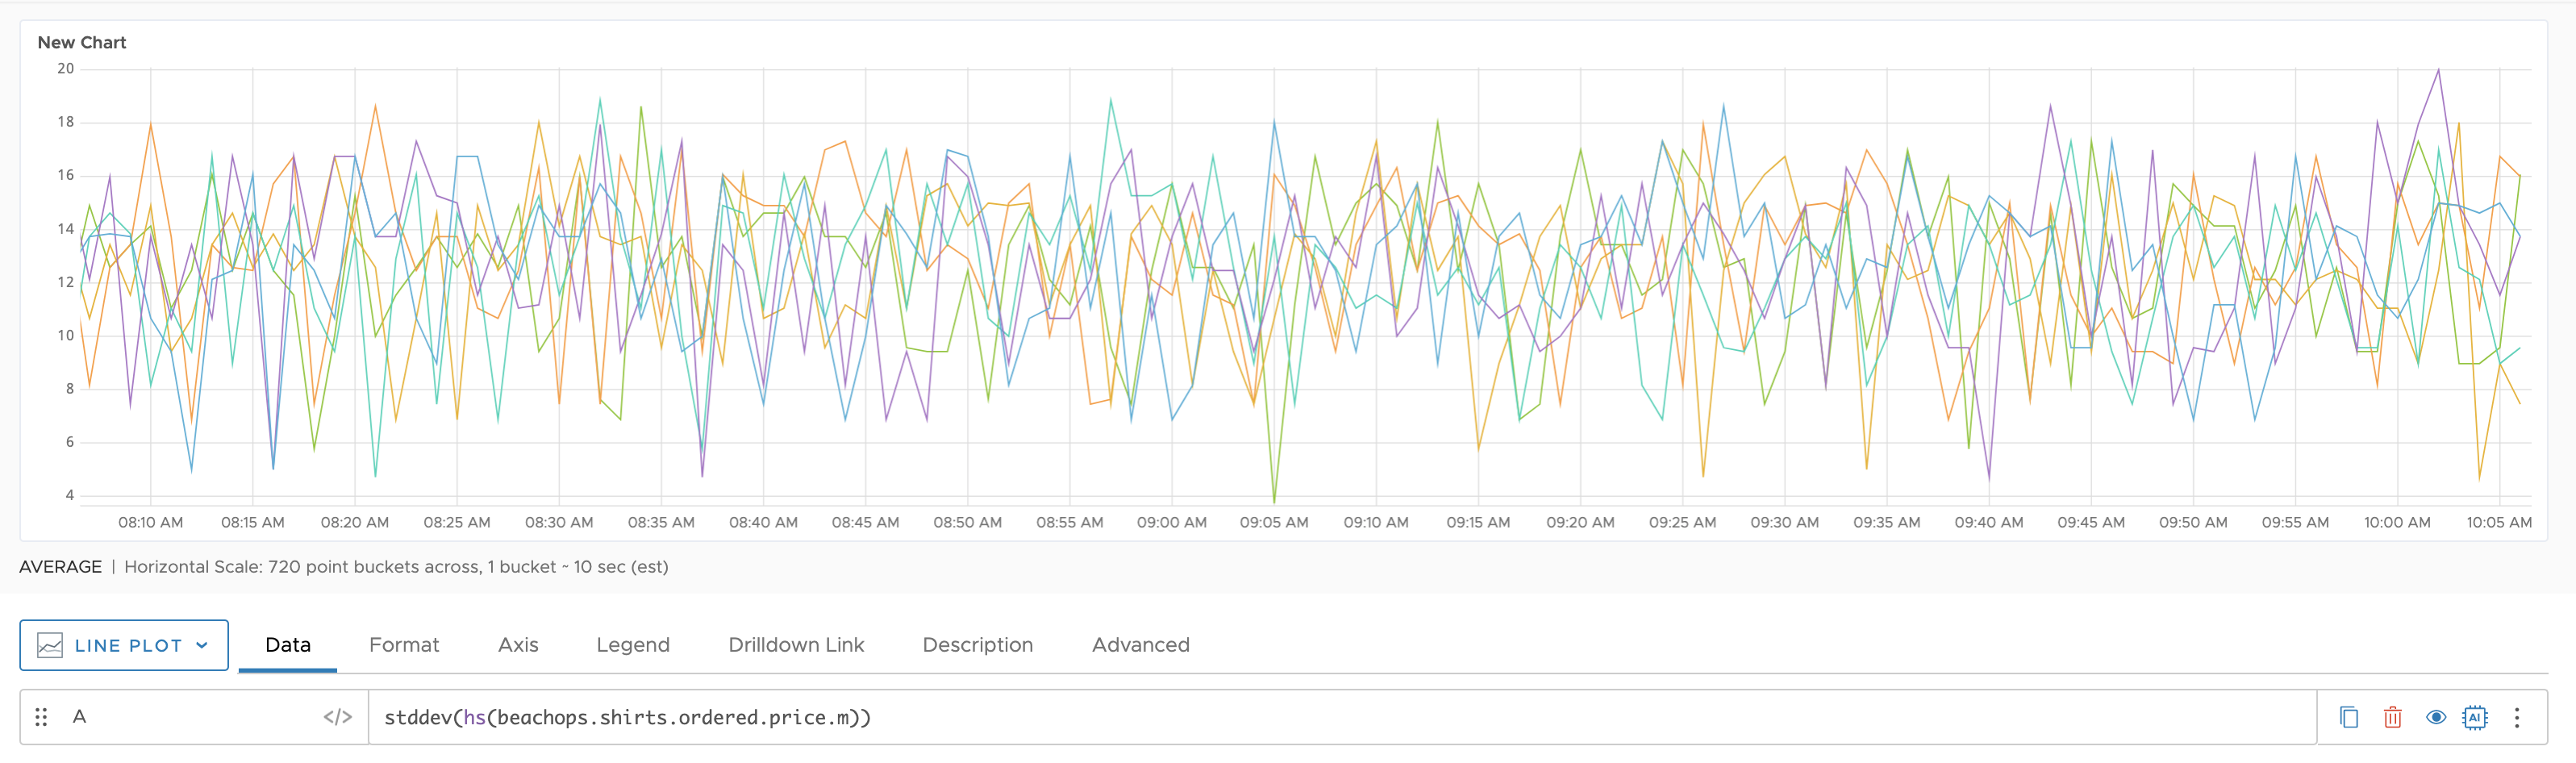 New Chart
20
18
16
14
12
10
8
6
4
08:10 AM 08:15 AM 08:20 AM 08:25 AM 08:30 AM 08:35 AM 08:40 AM 08:45 AM 08:50 AM 08:55 AM 09:00 AM 09:05 AM 09:10 AM 09:15 AM 09:20 AM 09:25 AM 09:30 AM 09:35 AM 09:40 AM 09:45 AM 09:50 AM 09:55 AM 10:00 AM 10:05 AM
AVERAGE | Horizontal Scale: 720 point buckets across, 1 bucket ~ 10 sec (est)
LINE PLOT Data Format Axis Legend Drilldown Link Description Advanced
A </> stddev(hs(beachops.shirts.ordered.price.m)) AI